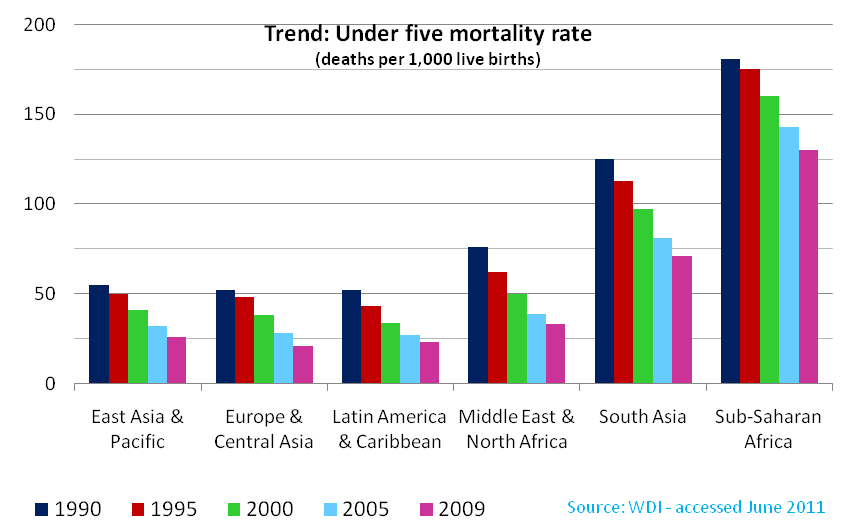 Trend: Under five mortality rate
(deaths per 1,000 live births)
200
150
100
50
0
East Asia &
Pacific
Europe &
Central Asia
Latin America
& Caribbean
Middle East &
North Africa
South Asia
Sub-Saharan
Africa
1990 1995 2000 2005 2009
Source: WDI - accessed June 2011